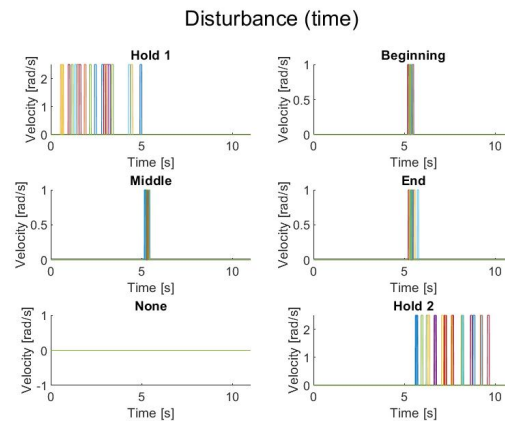 Disturbance (time)
Hold 1
Velocity [rad/s]
2
1
0
0 5 10
Time [s]
Beginning
Velocity [rad/s]
1
0.5
0
0 5 10
Time [s]
Middle
Velocity [rad/s]
1
0.5
0
0 5 10
Time [s]
End
Velocity [rad/s]
1
0.5
0
0 5 10
Time [s]
None
Velocity [rad/s]
1
0
-1
0 5 10
Time [s]
Hold 2
Velocity [rad/s]
2
1
0
0 5 10
Time [s]